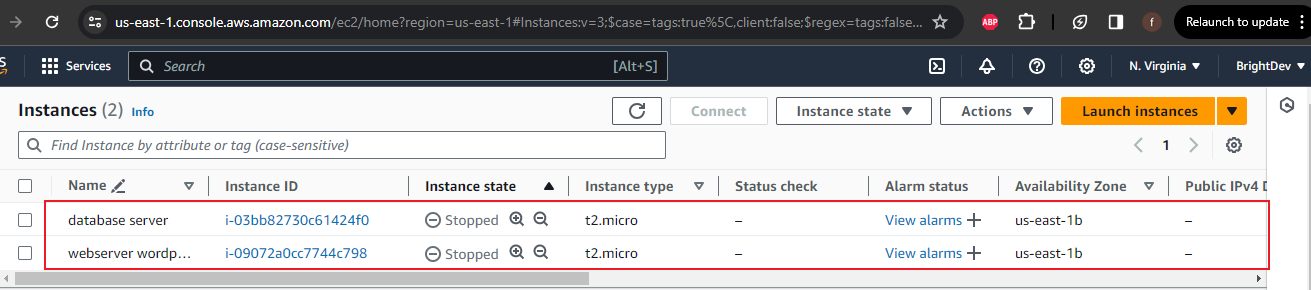 us-east-1.console.aws.amazon.com/ec2/home?region=us-east-1#Instances:v=3;$case=tags:true%5C,client:false;$regex=tags:false...
ABP
f
Relaunch to update
Services
Search
[Alt+S]
N. Virginia
BrightDev
Instances (2) Info
Connect
Instance state
Actions
Launch instances
Find Instance by attribute or tag (case-sensitive)
1
Name Instance ID Instance state Instance type Status check Alarm status Availability Zone Public IPv4 D
database server i-03bb82730c61424f0 Stopped t2.micro – View alarms + us-east-1b –
webserver wordp... i-09072a0cc7744c798 Stopped t2.micro – View alarms + us-east-1b –